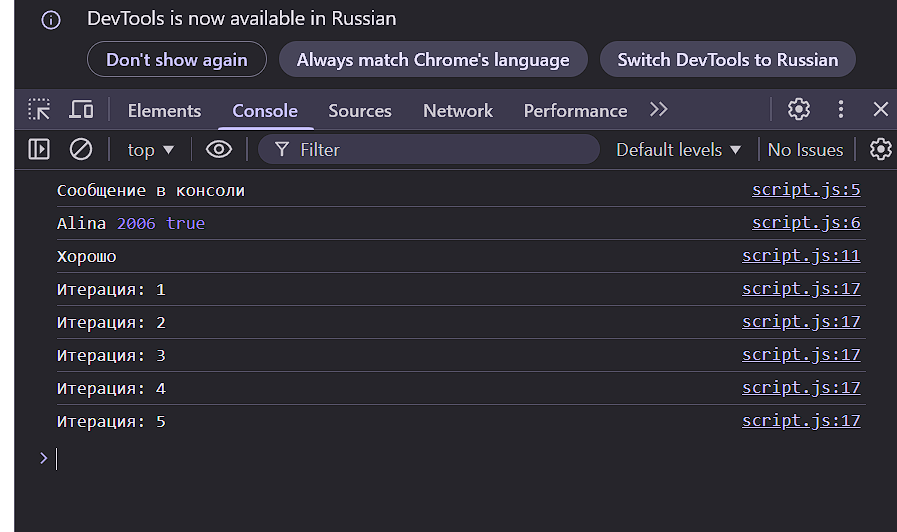 DevTools is now available in Russian
Don't show again Always match Chrome's language Switch DevTools to Russian
Elements Console Sources Network Performance
top Filter Default levels No Issues
Сообщение в консоли script.js:5
Alina 2006 true script.js:6
Хорошо script.js:11
Итерация: 1 script.js:17
Итерация: 2 script.js:17
Итерация: 3 script.js:17
Итерация: 4 script.js:17
Итерация: 5 script.js:17